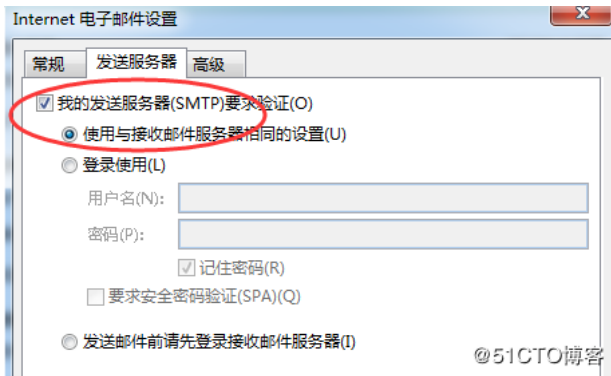 Internet 电子邮件设置
常规 发送服务器 高级
我的发送服务器(SMTP)要求验证(O)
使用与接收邮件服务器相同的设置(U)
登录使用(L)
用户名(N):
密码(P):
记住密码(R)
要求安全密码验证(SPA)(Q)
发送邮件前请先登录接收邮件服务器(I)
@51CTO博客